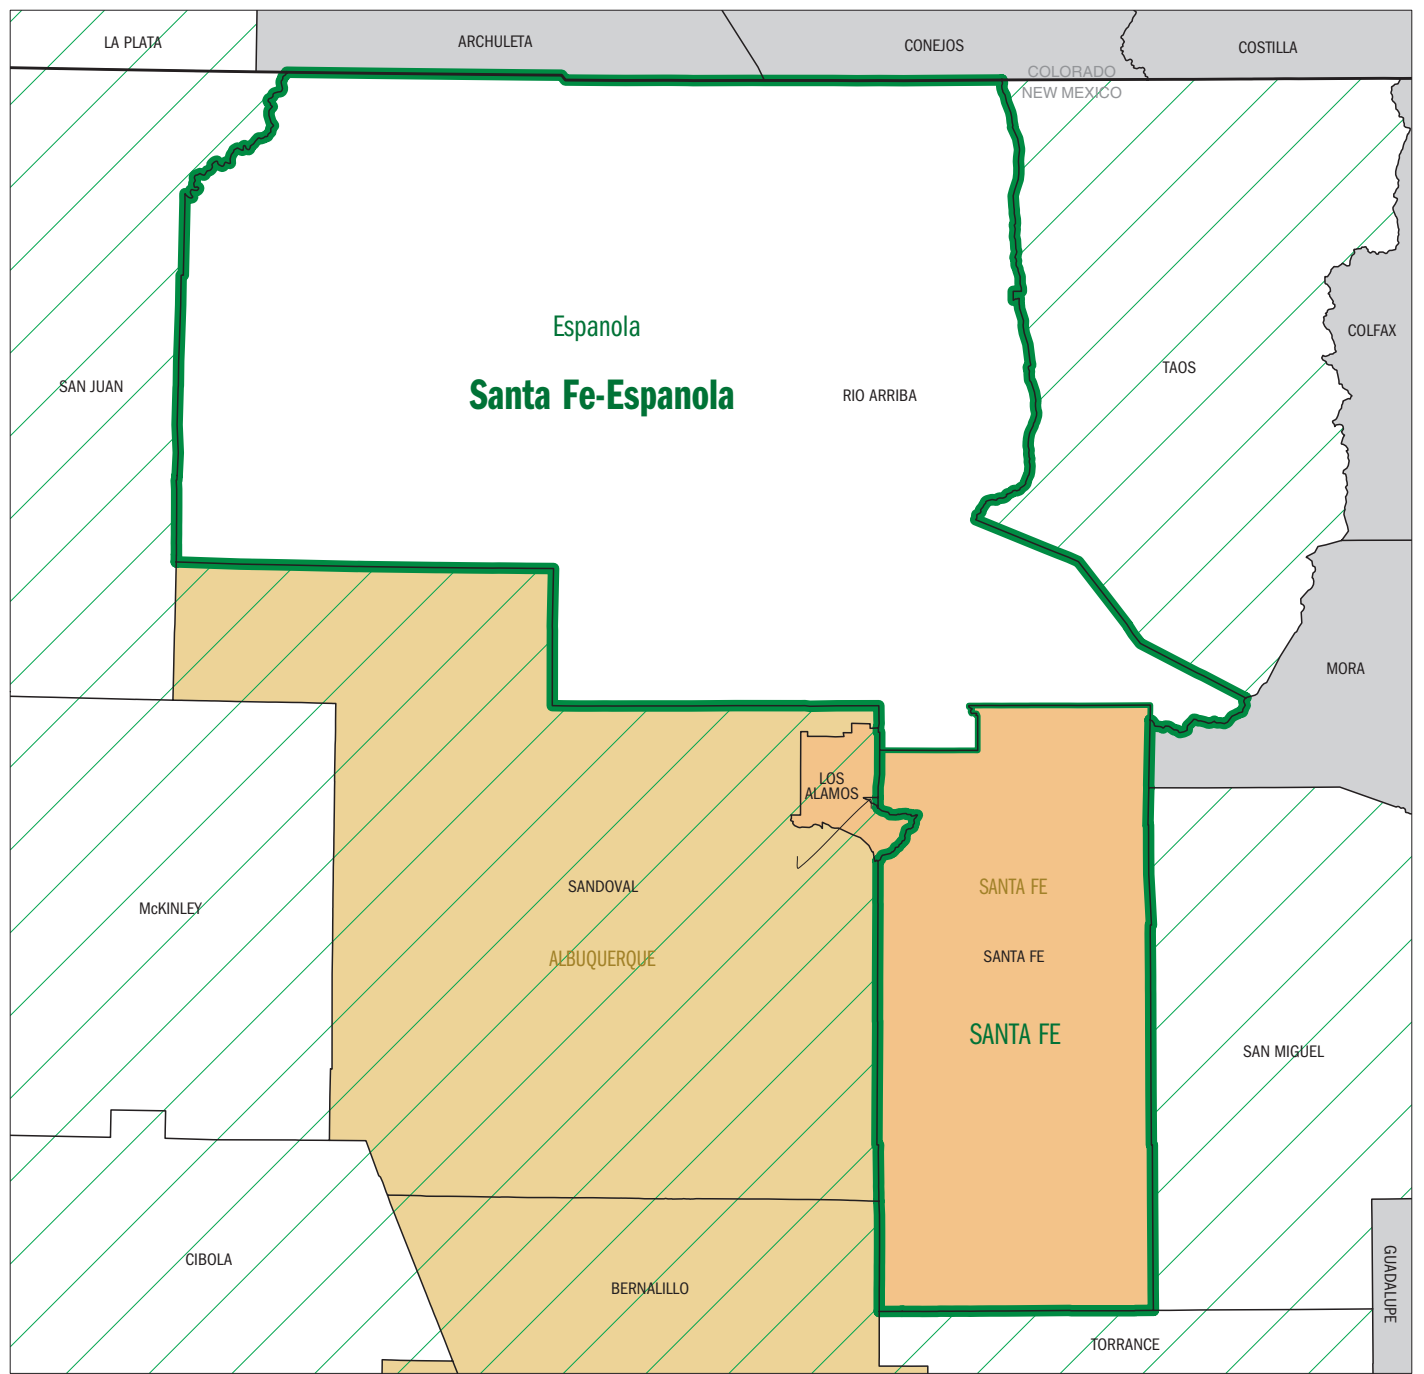 LA PLATA
ARCHULETA
CONEJOS
COSTILLA
COLORADO
NEW MEXICO
Espanola
COLFAX
TAOS
SAN JUAN
Santa Fe-Espanola
RIO ARRIBA
MORA
LOS
ALAMOS
SANDOVAL
SANTA FE
McKINLEY
ALBUQUERQUE
SANTA FE
SANTA FE
SAN MIGUEL
CIBOLA
BERNALILLO
GUADALUPE
TORRANCE